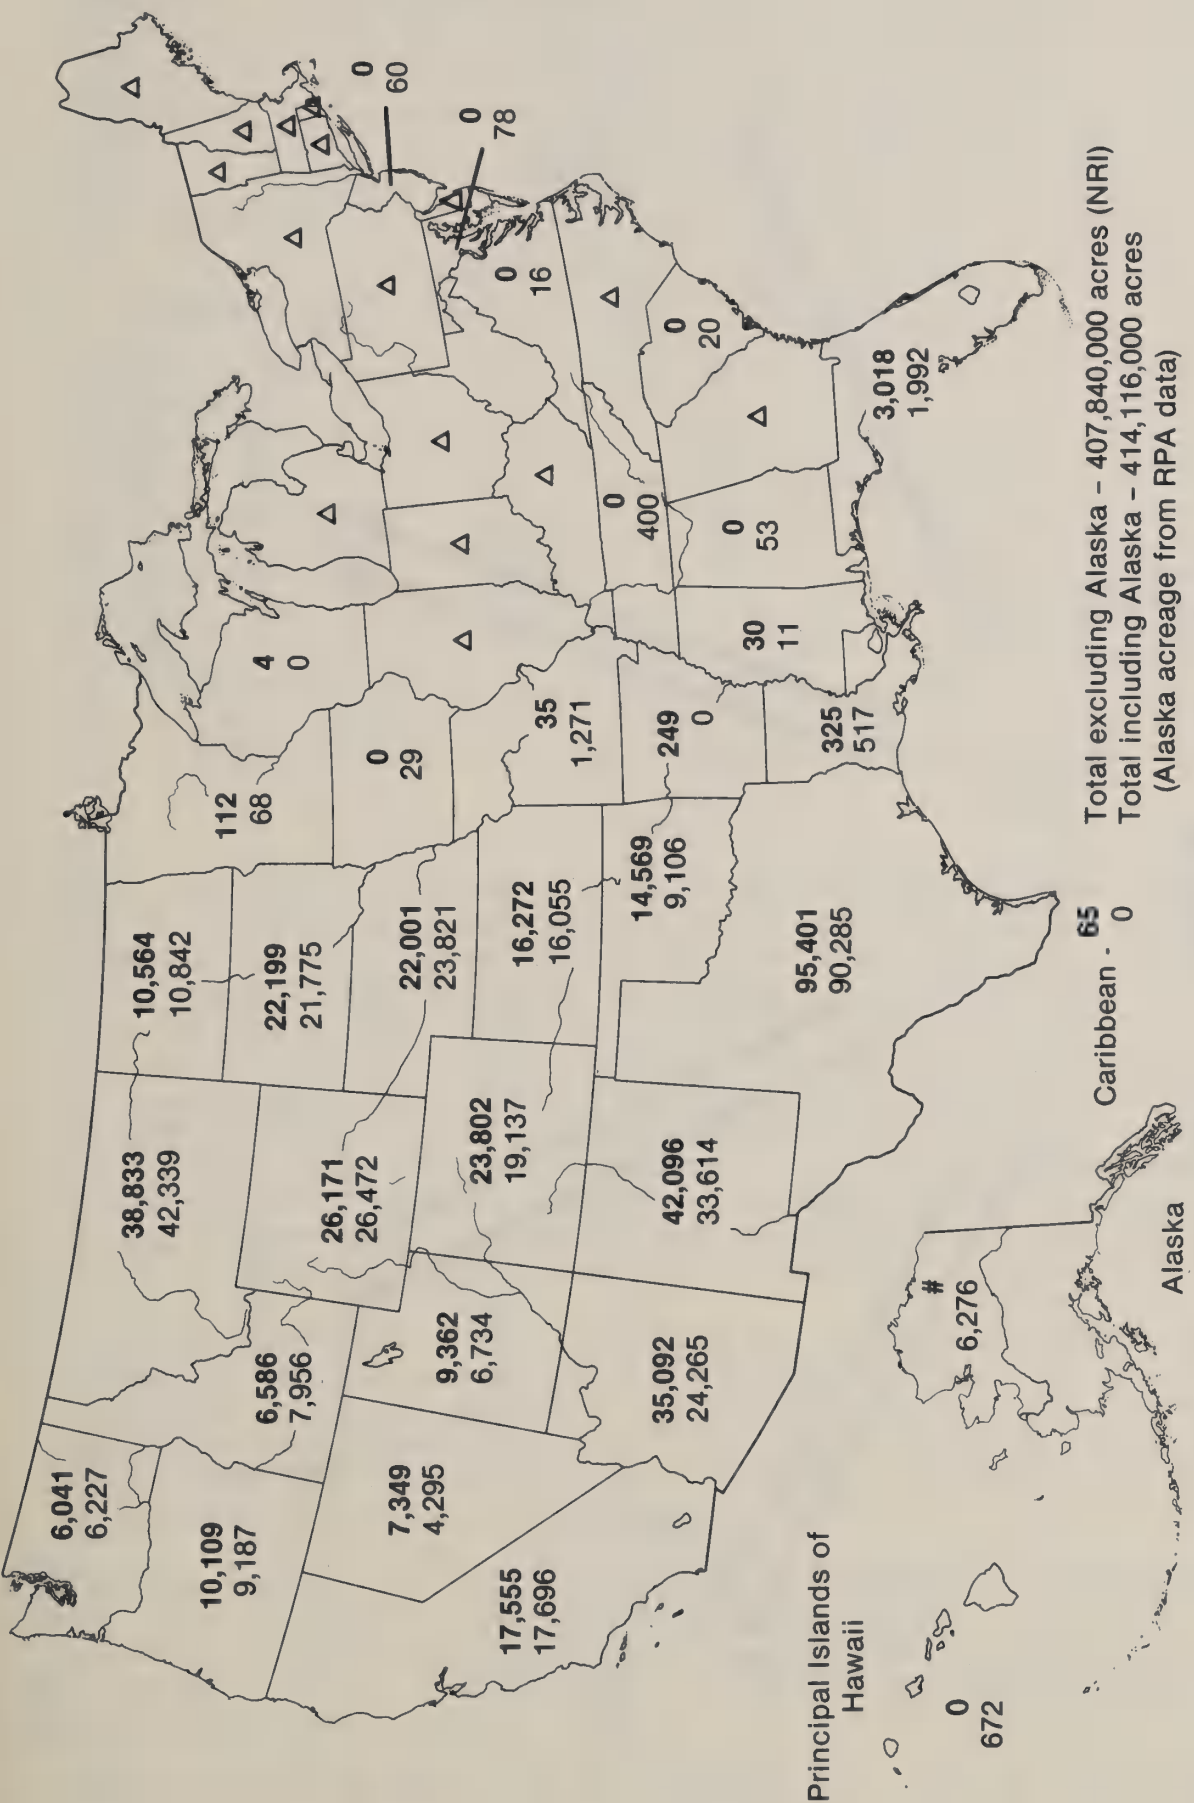 6,041
6,227
10,109
9,187
17,555
17,696
7,349
4,295
6,586
7,956
38,833
42,339
26,171
26,472
9,362
6,734
35,092
24,265
23,802
19,137
42,096
33,614
10,564
10,842
22,199
21,775
22,001
23,821
16,272
16,055
14,569
9,106
95,401
90,285
112
68
0
29
35
1,271
249
0
325
517
4
0
Δ
Δ
Δ
Δ
Δ
30
11
0
400
0
53
Δ
3,018
1,992
0
20
Δ
0
16
Δ
Δ
Δ
Δ
Δ
Δ
Δ
Δ
Δ
0
60
0
78
Principal Islands of
Hawaii
0
672
#
6,276
Alaska
Caribbean - 65
0
Total excluding Alaska – 407,840,000 acres (NRI)
Total including Alaska – 414,116,000 acres
(Alaska acreage from RPA data)